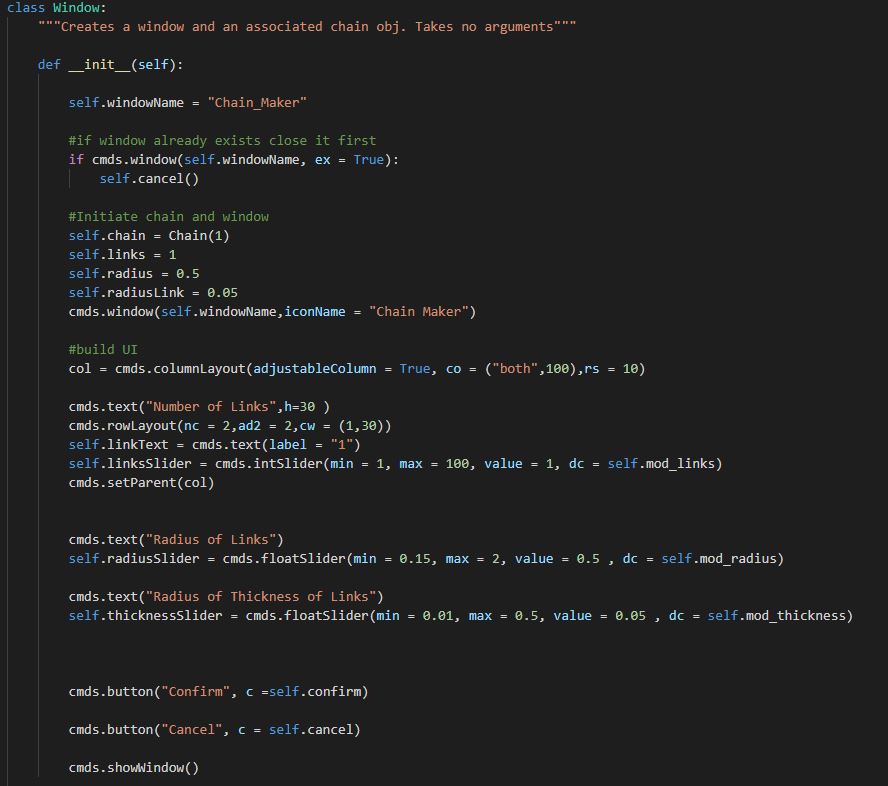 class Window:
    """Creates a window and an associated chain obj. Takes no arguments"""
    def __init__(self):
        self.windowName = "Chain_Maker"
        #if window already exists close it first
        if cmds.window(self.windowName, ex = True):
            self.cancel()
        #Initiate chain and window
        self.chain = Chain(1)
        self.links = 1
        self.radius = 0.5
        self.radiusLink = 0.05
        cmds.window(self.windowName,iconName = "Chain Maker")
        #build UI
        col = cmds.columnLayout(adjustableColumn = True, co = ("both",100),rs = 10)
        cmds.text("Number of Links",h=30 )
        cmds.rowLayout(nc = 2,ad2 = 2,cw = (1,30))
        self.linkText = cmds.text(label = "1")
        self.linksSlider = cmds.intSlider(min = 1, max = 100, value = 1, dc = self.mod_links)
        cmds.setParent(col)
        cmds.text("Radius of Links")
        self.radiusSlider = cmds.floatSlider(min = 0.15, max = 2, value = 0.5 , dc = self.mod_radius)
        cmds.text("Radius of Thickness of Links")
        self.thicknessSlider = cmds.floatSlider(min = 0.01, max = 0.5, value = 0.05 , dc = self.mod_thickness)
        cmds.button("Confirm", c =self.confirm)
        cmds.button("Cancel", c = self.cancel)
        cmds.showWindow()